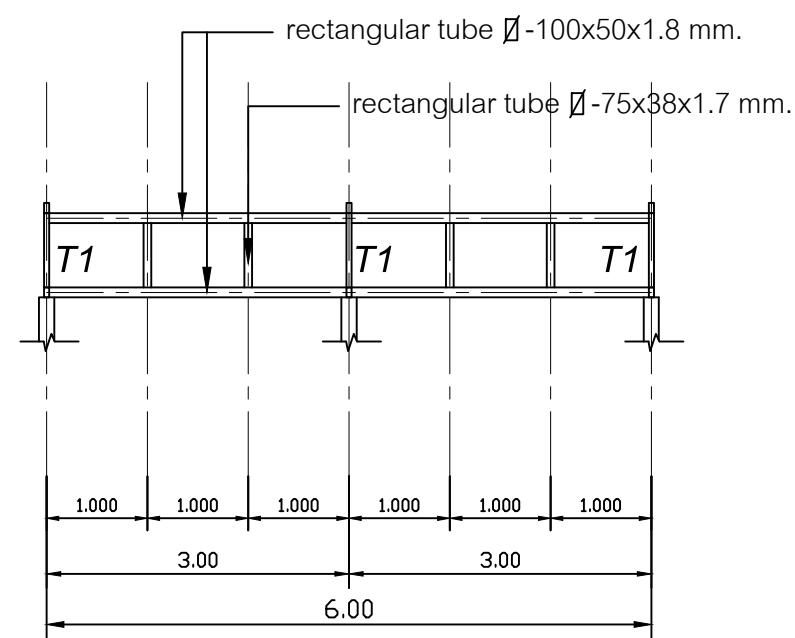 rectangular tube ⌷-100x50x1.8 mm.
rectangular tube ⌷-75x38x1.7 mm.
T1 T1 T1
1.000 1.000 1.000 1.000 1.000 1.000
3.00 3.00
6.00